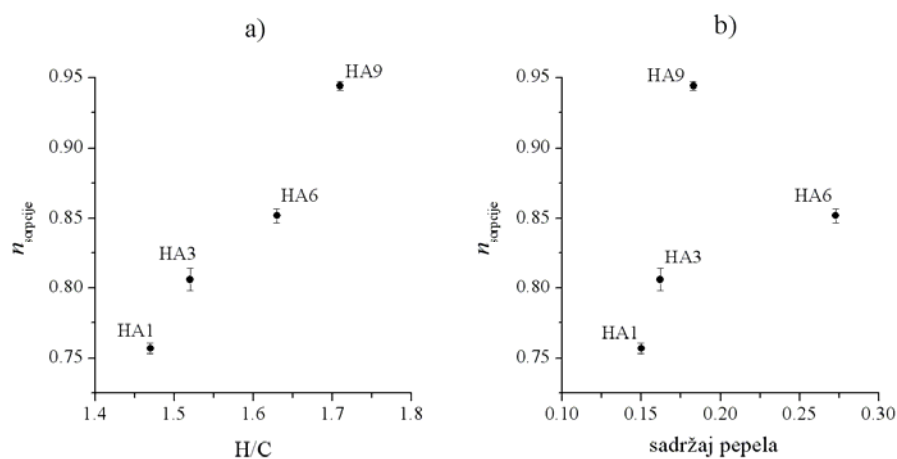 a)
0.95
0.90
0.85
0.80
0.75
n sorpcije
HA9
HA6
HA3
HA1
1.4 1.5 1.6 1.7 1.8
H/C
b)
0.95
0.90
0.85
0.80
0.75
n sorpcije
HA9
HA6
HA3
HA1
0.10 0.15 0.20 0.25 0.30
sadržaj pepela